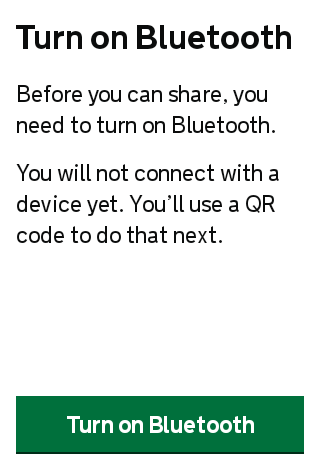 Turn on Bluetooth
Before you can share, you
need to turn on Bluetooth.
You will not connect with a
device yet. You’ll use a QR
code to do that next.
Turn on Bluetooth